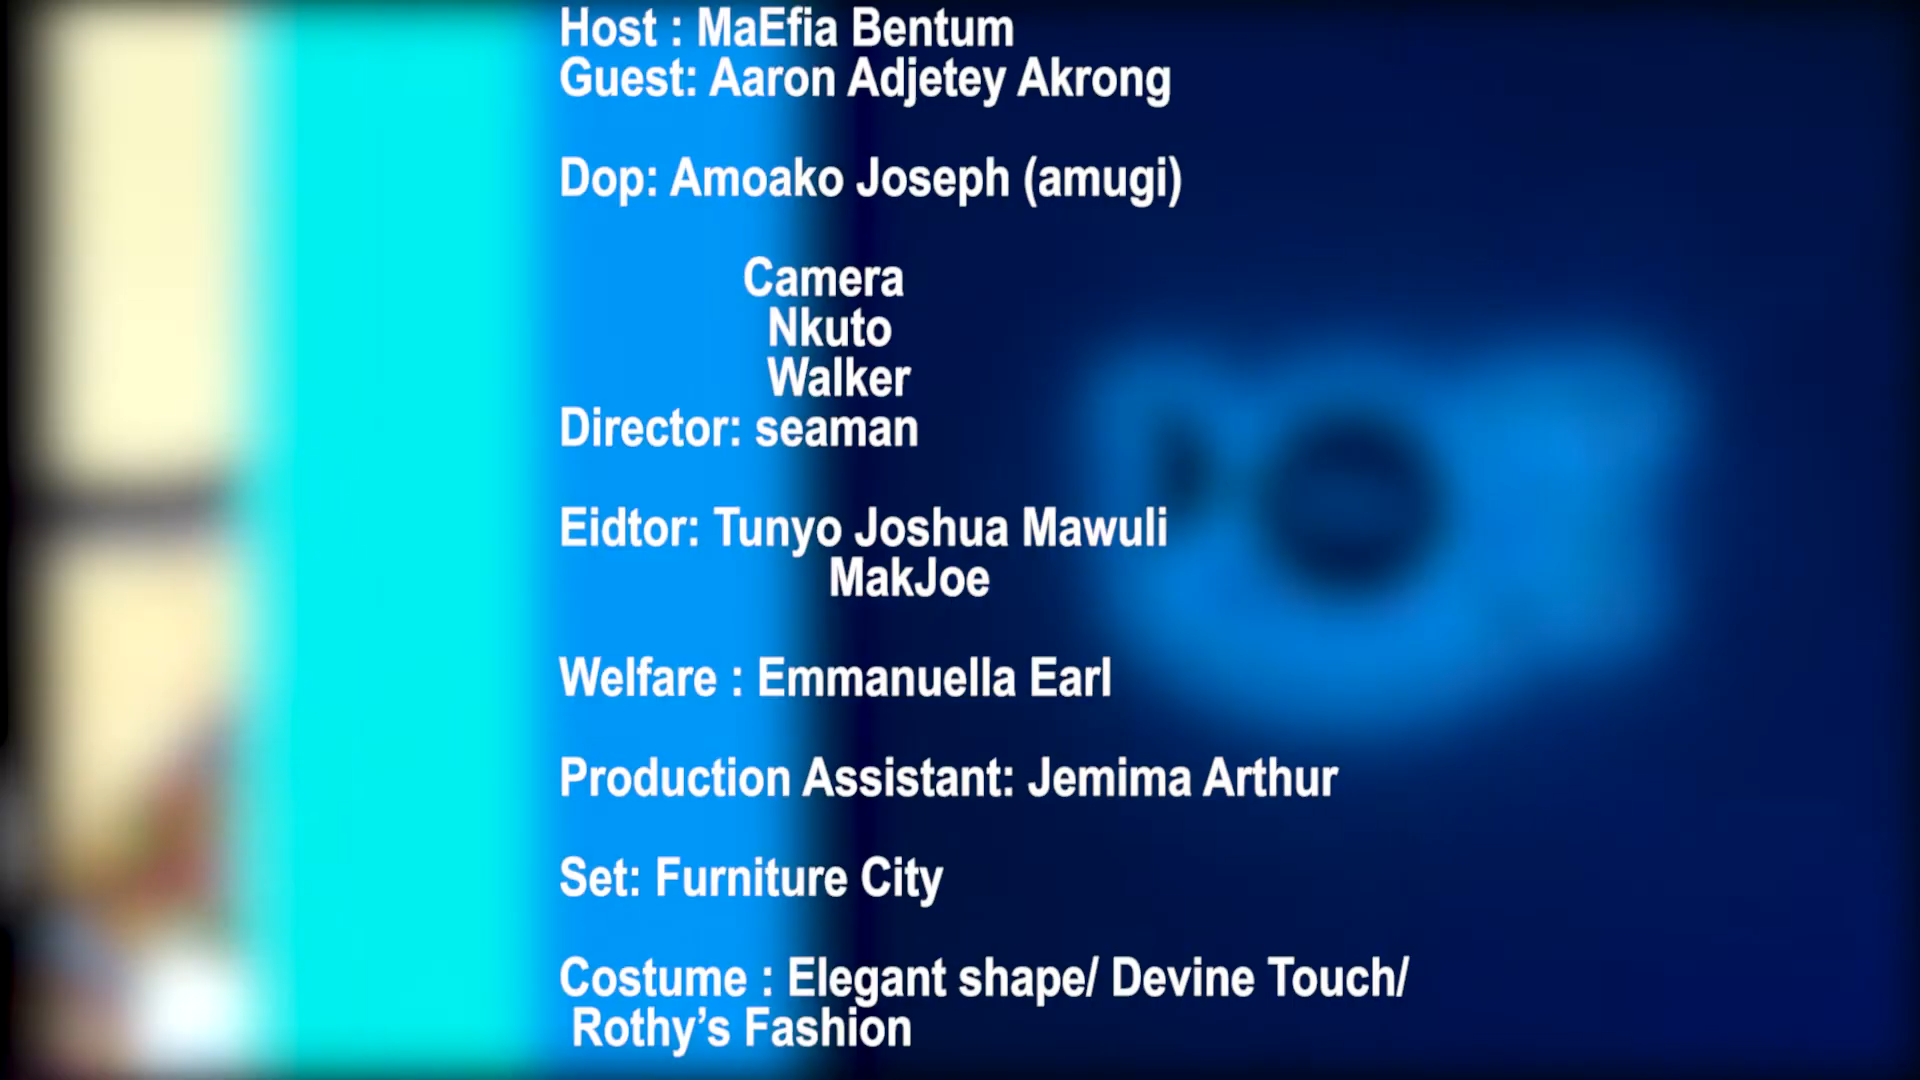 Host : MaEfia Bentum
Guest: Aaron Adjetey Akrong
Dop: Amoako Joseph (amugi)
Camera
Nkuto
Walker
Director: seaman
Eidtor: Tunyo Joshua Mawuli
MakJoe
Welfare : Emmanuella Earl
Production Assistant: Jemima Arthur
Set: Furniture City
Costume : Elegant shape/ Devine Touch/
Rothy’s Fashion